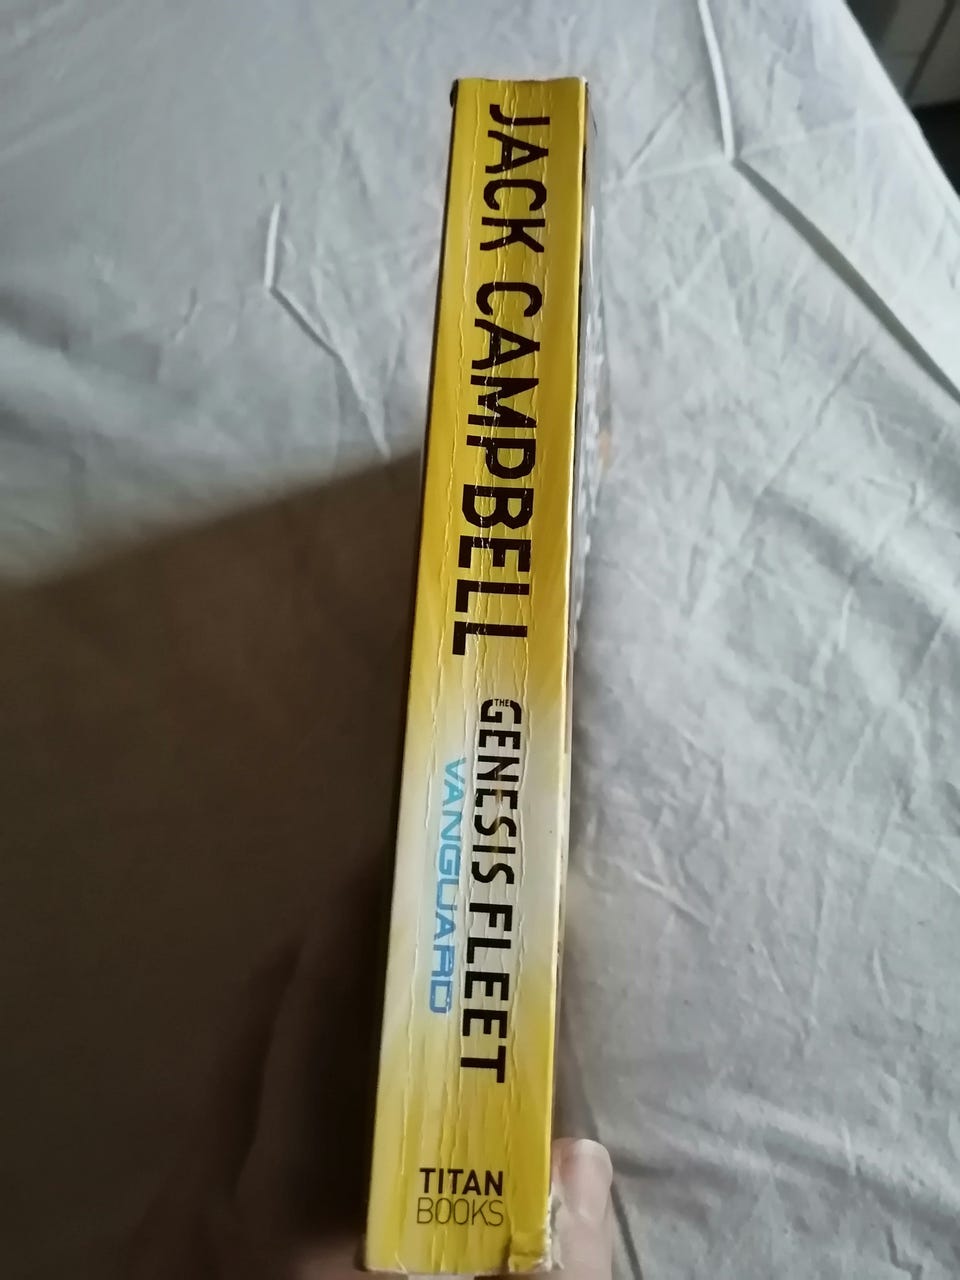 JACK CAMPBELL
THE GENESIS FLEET
VANGUARD
TITAN
BOOKS